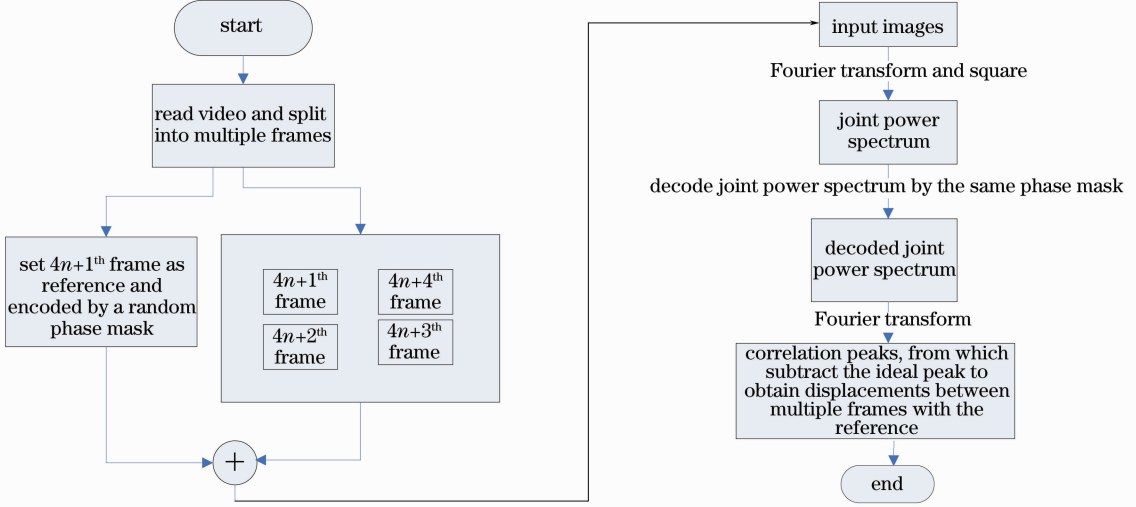 start
read video and split
into multiple frames
set 4n+1th frame as
reference and
encoded by a random
phase mask
4n+1th
frame
4n+4th
frame
4n+2th
frame
4n+3th
frame
+
input images
Fourier transform and square
joint power
spectrum
decode joint power spectrum by the same phase mask
decoded joint
power spectrum
Fourier transform
correlation peaks, from which
subtract the ideal peak to
obtain displacements between
multiple frames with the
reference
end